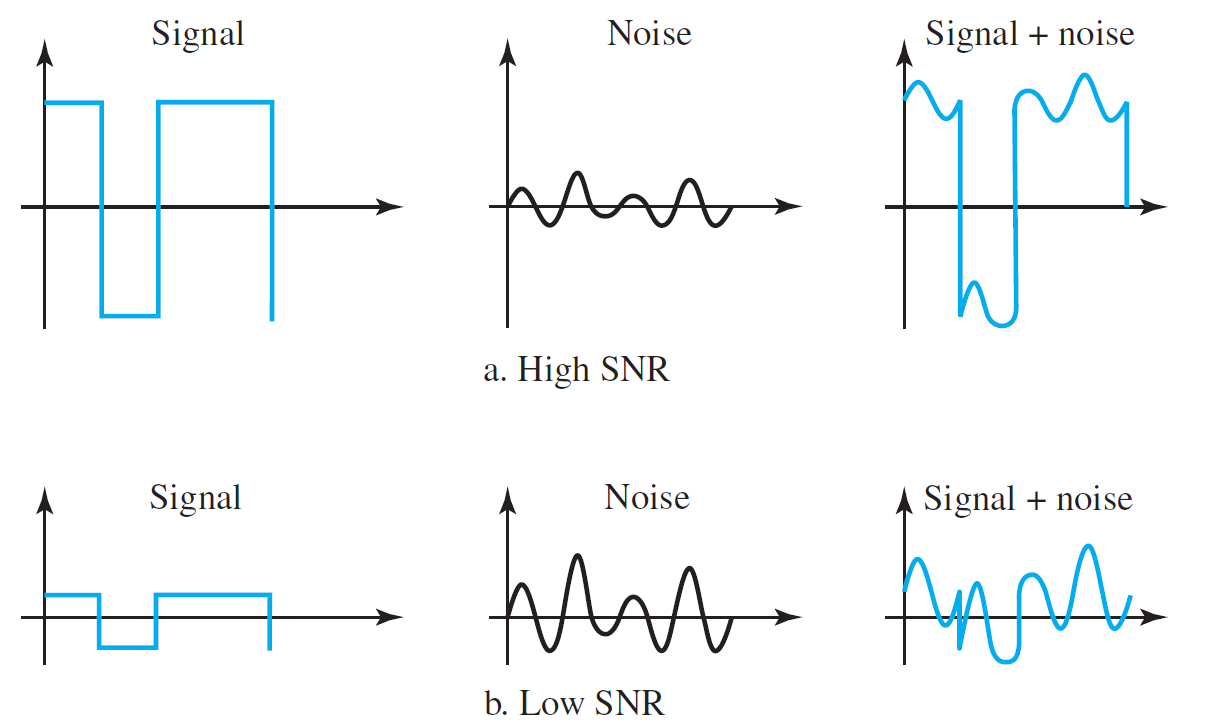 Signal
Noise
Signal + noise
a. High SNR
Signal
Noise
Signal + noise
b. Low SNR